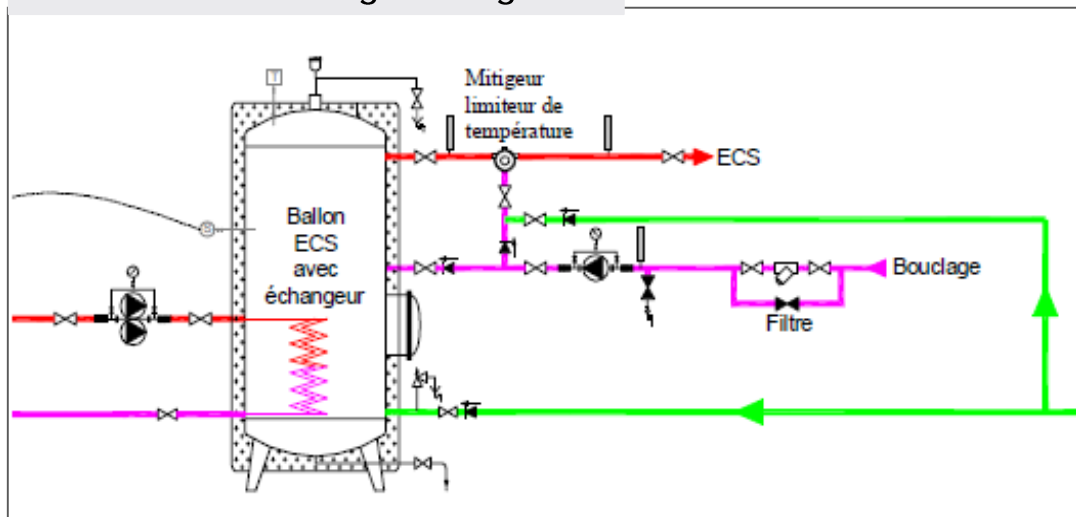 T
Mitigeur
limiteur de
température
ECS
Ballon
ECS
avec
échangeur
Bouclage
Filtre